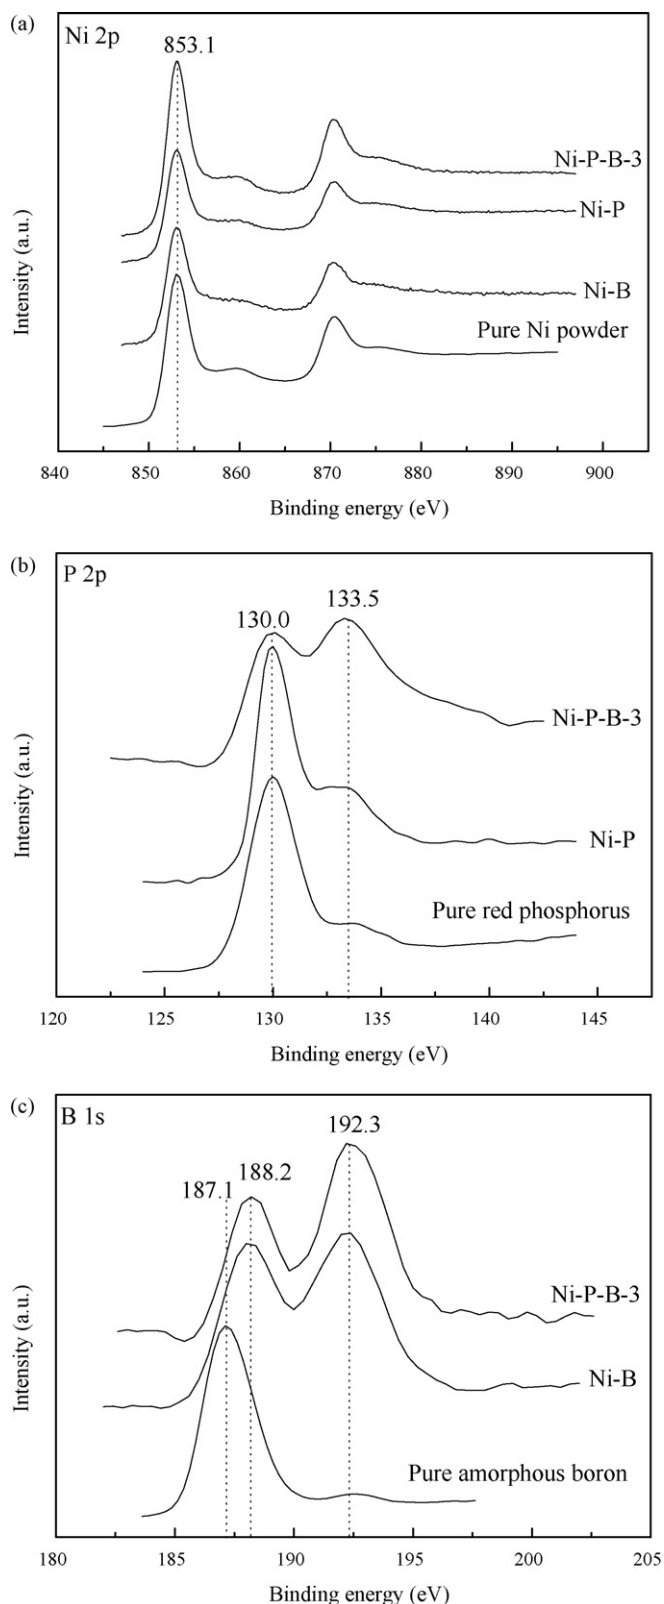 (a)
Ni 2p
853.1
Ni-P-B-3
Ni-P
Ni-B
Pure Ni powder
Intensity (a.u.)
840 850 860 870 880 890 900
Binding energy (eV)
(b)
P 2p
130.0
133.5
Ni-P-B-3
Ni-P
Pure red phosphorus
Intensity (a.u.)
120 125 130 135 140 145
Binding energy (eV)
(c)
B 1s
187.1
188.2
192.3
Ni-P-B-3
Ni-B
Pure amorphous boron
Intensity (a.u.)
180 185 190 195 200 205
Binding energy (eV)